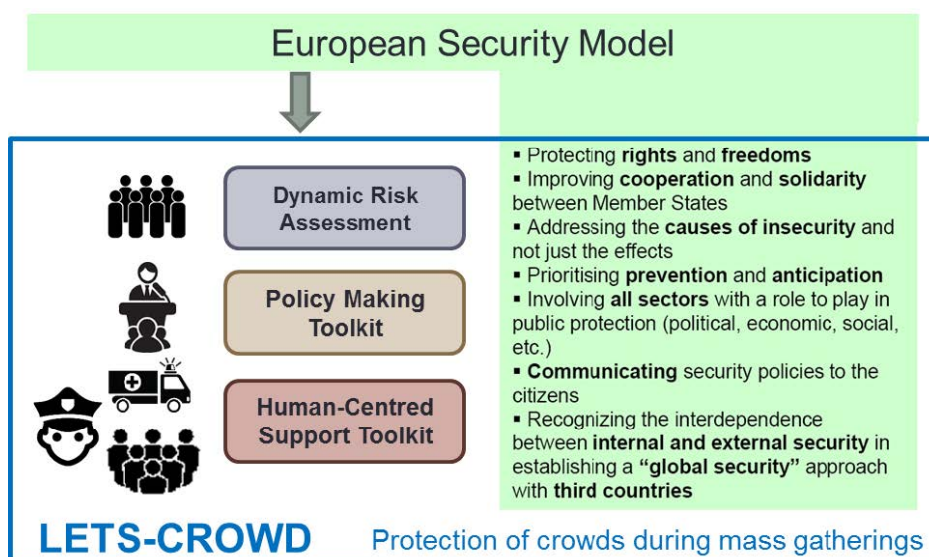 European Security Model
Dynamic Risk
Assessment
Policy Making
Toolkit
Human-Centred
Support Toolkit
▪ Protecting rights and freedoms
▪ Improving cooperation and solidarity
between Member States
▪ Addressing the causes of insecurity and
not just the effects
▪ Prioritising prevention and anticipation
▪ Involving all sectors with a role to play in
public protection (political, economic, social,
etc.)
▪ Communicating security policies to the
citizens
▪ Recognizing the interdependence
between internal and external security in
establishing a “global security” approach
with third countries
LETS-CROWD
Protection of crowds during mass gatherings